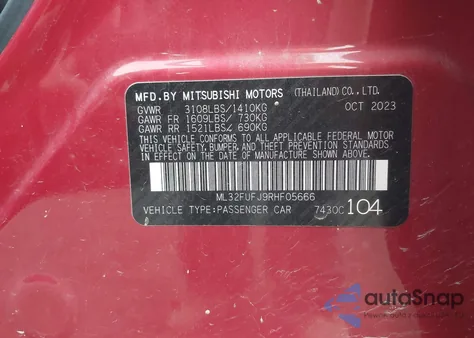 MFD.BY MITSUBISHI MOTORS (THAILAND) CO., LTD.
GVWR 3108LBS/1410KG OCT 2023
GAWR FR 1609LBS/ 730KG
GAWR RR 1521LBS/ 690KG
THIS VEHICLE CONFORMS TO ALL APPLICABLE FEDERAL MOTOR
VEHICLE SAFETY, BUMPER, AND THEFT PREVENTION STANDARDS
IN EFFECT ON THE DATE OF MANUFACTURE SHOWN ABOVE.
ML32FUFJ9RHF05666
VEHICLE TYPE:PASSENGER CAR 7430C 104
autoSnap